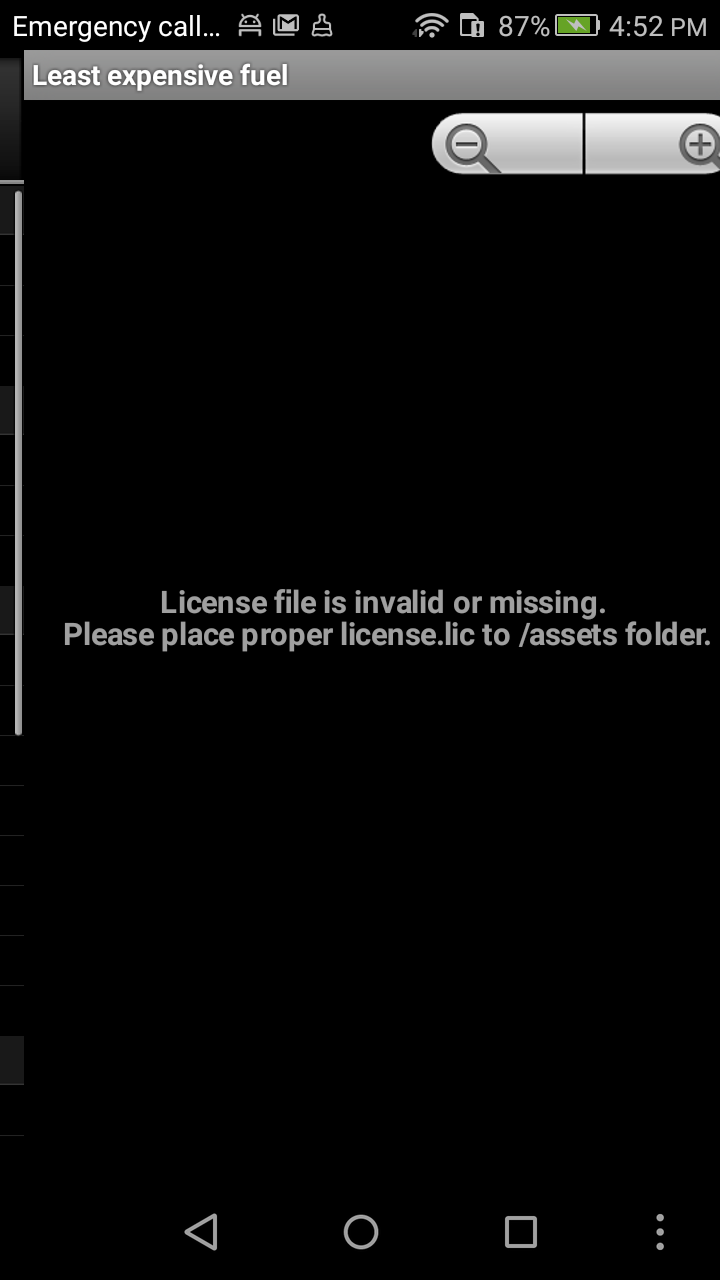 Emergency call... 87% 4:52 PM
Least expensive fuel
License file is invalid or missing.
Please place proper license.lic to /assets folder.